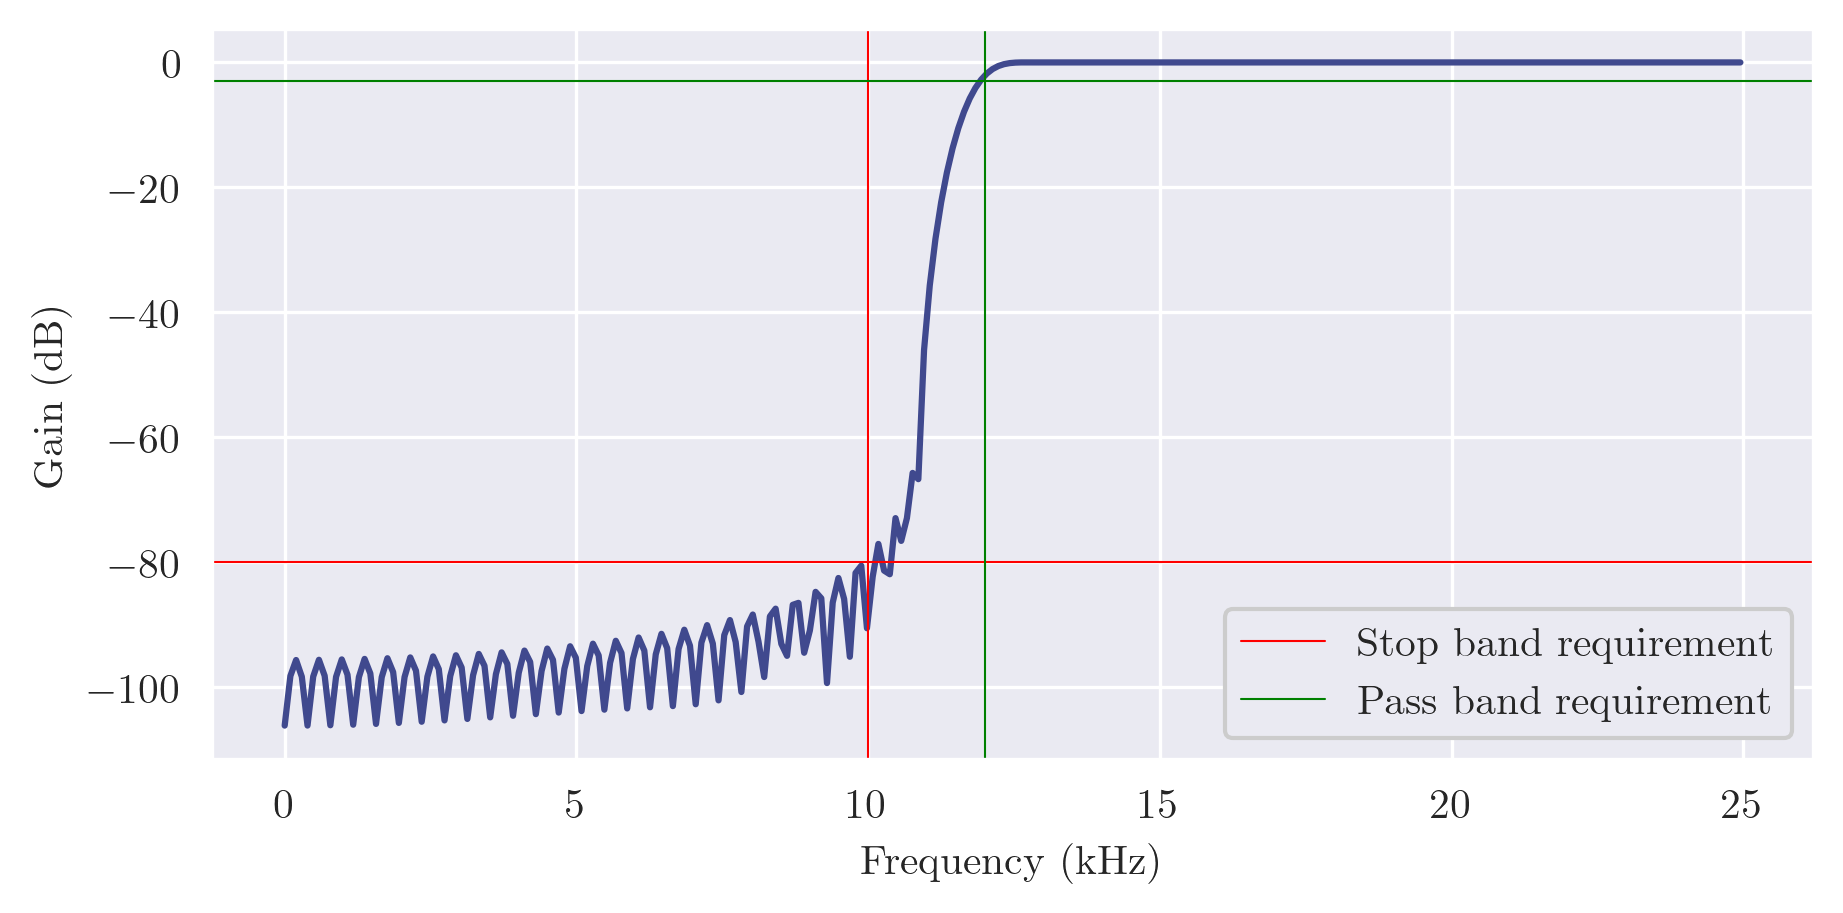 0
−20
−40
−60
−80
−100
Gain (dB)
Stop band requirement
Pass band requirement
0 5 10 15 20 25
Frequency (kHz)